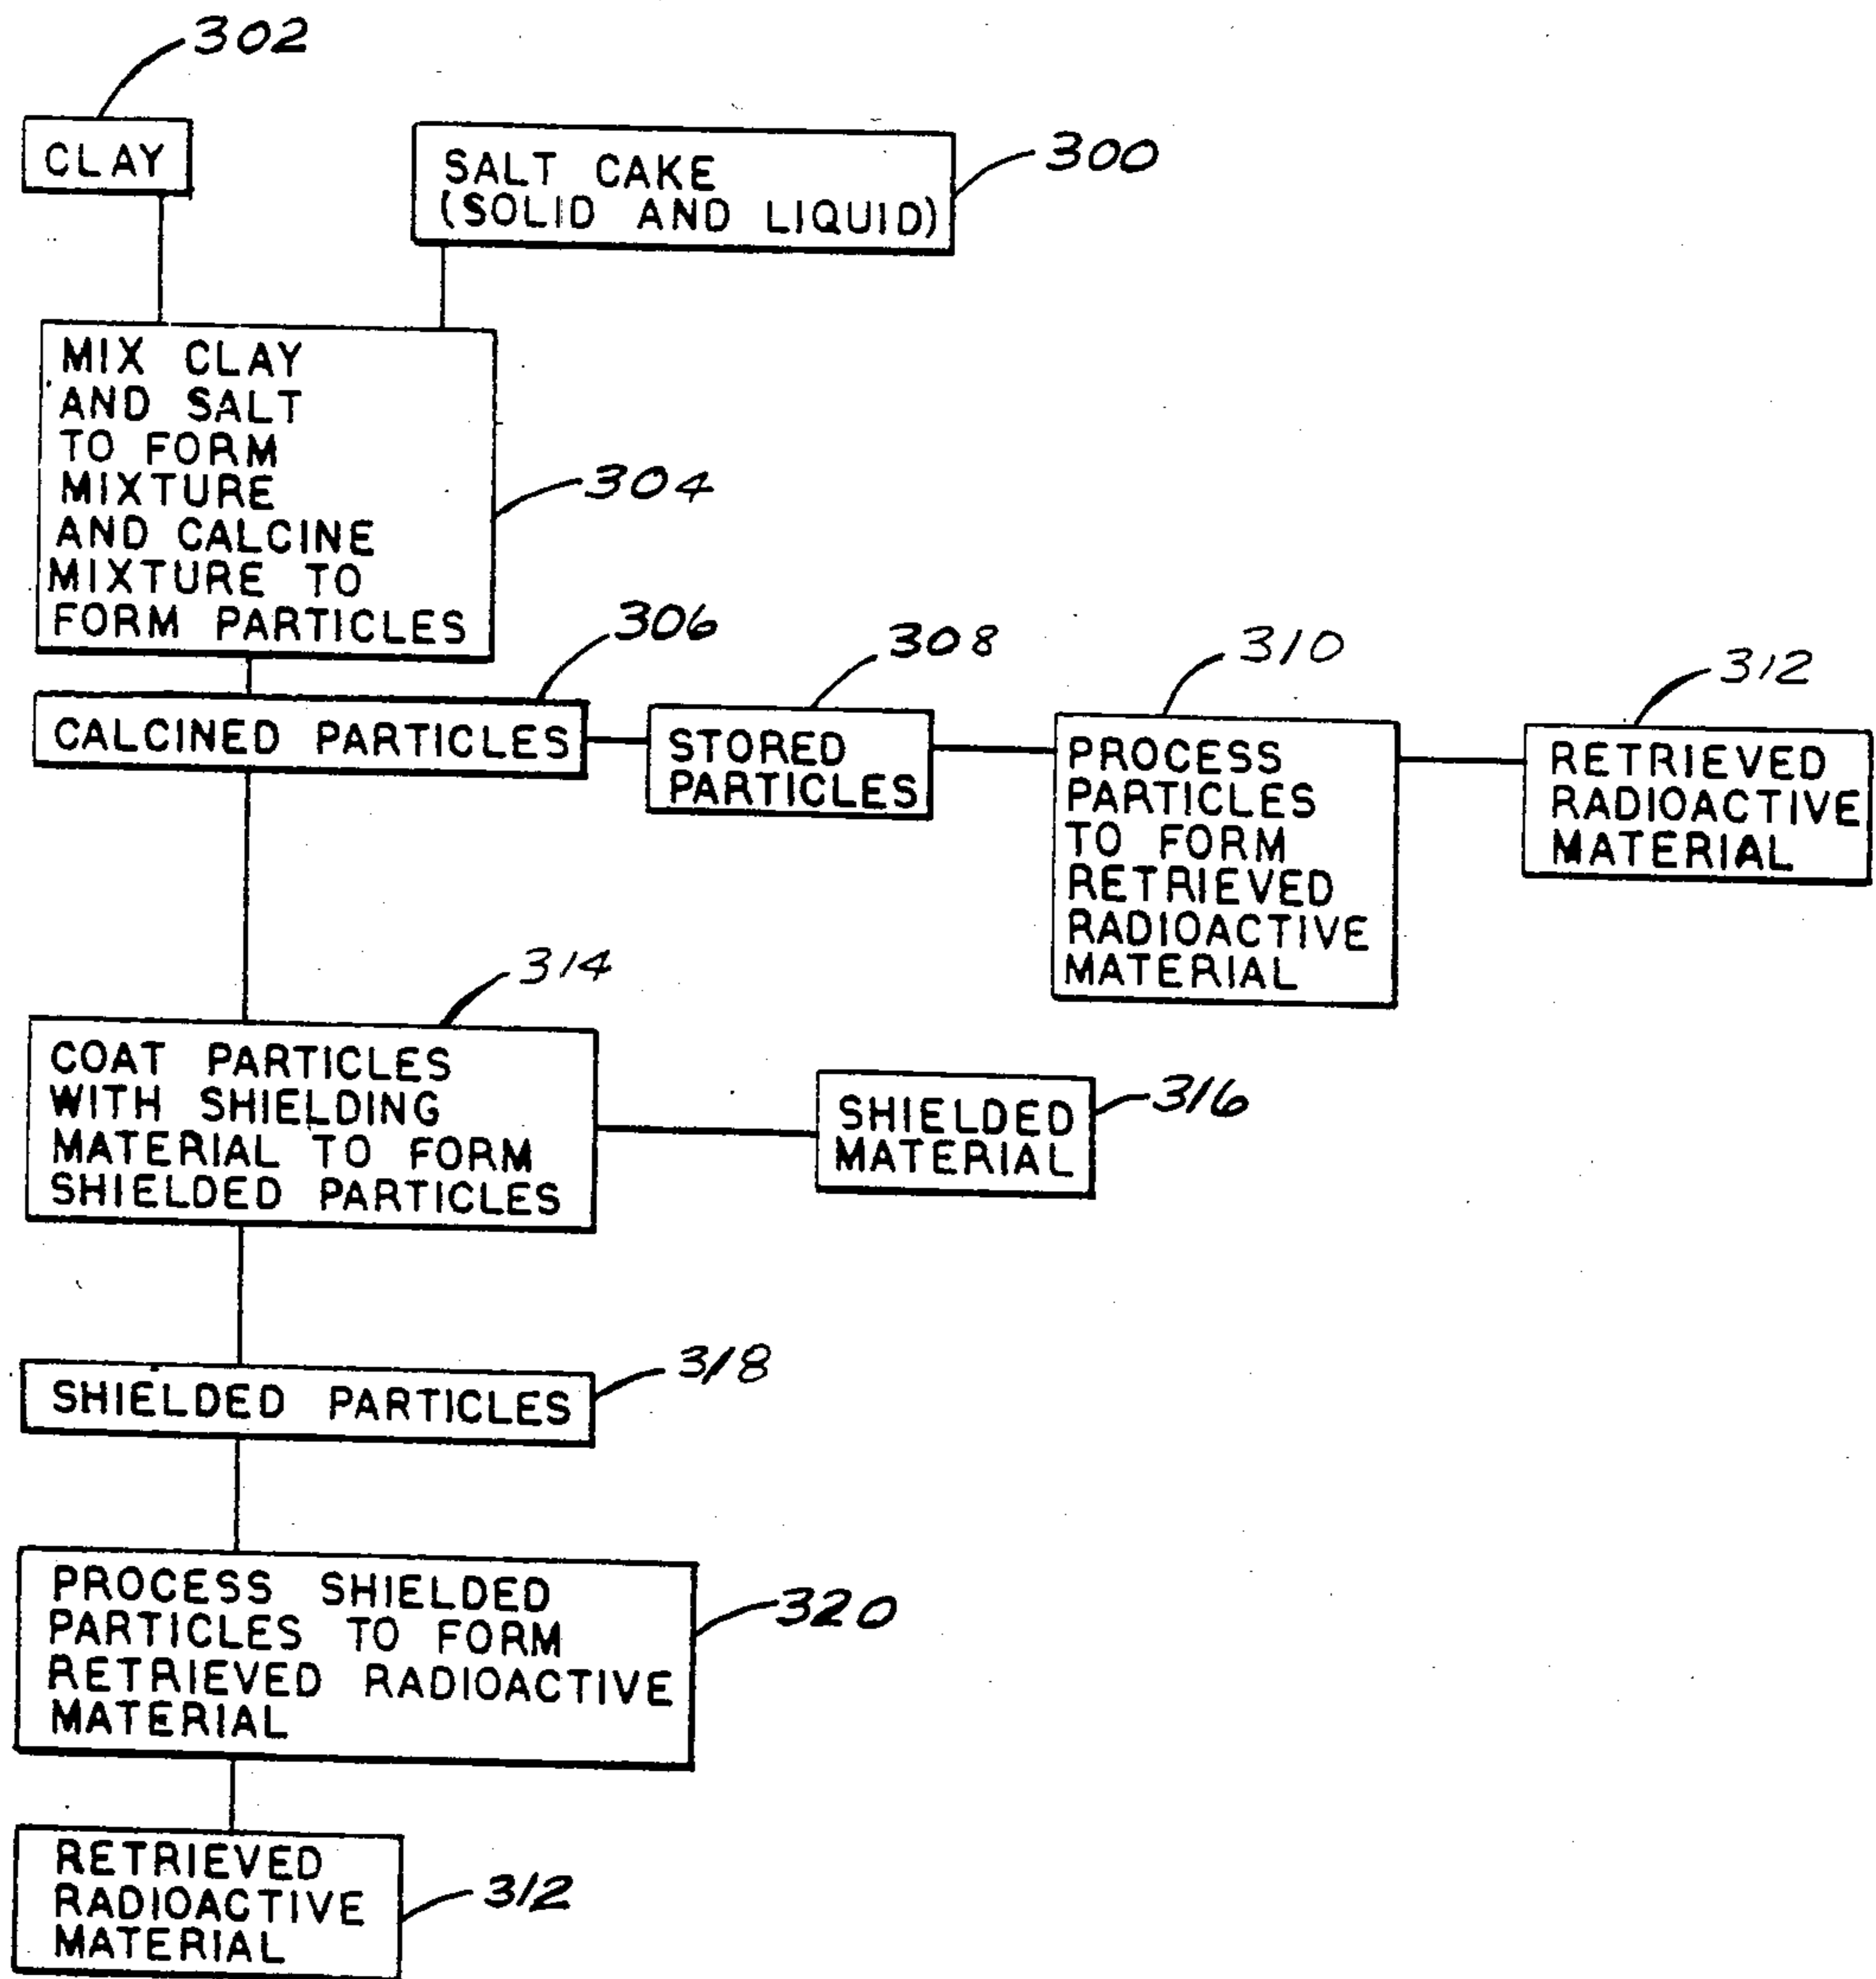 302
CLAY
SALT CAKE
(SOLID AND LIQUID)
300
MIX CLAY
AND SALT
TO FORM
MIXTURE
AND CALCINE
MIXTURE TO
FORM PARTICLES
304
306
CALCINED PARTICLES
308
STORED
PARTICLES
310
PROCESS
PARTICLES
TO FORM
RETRIEVED
RADIOACTIVE
MATERIAL
312
RETRIEVED
RADIOACTIVE
MATERIAL
314
COAT PARTICLES
WITH SHIELDING
MATERIAL TO FORM
SHIELDED PARTICLES
SHIELDED
MATERIAL
316
SHIELDED PARTICLES
318
PROCESS SHIELDED
PARTICLES TO FORM
RETRIEVED RADIOACTIVE
MATERIAL
320
RETRIEVED
RADIOACTIVE
MATERIAL
312